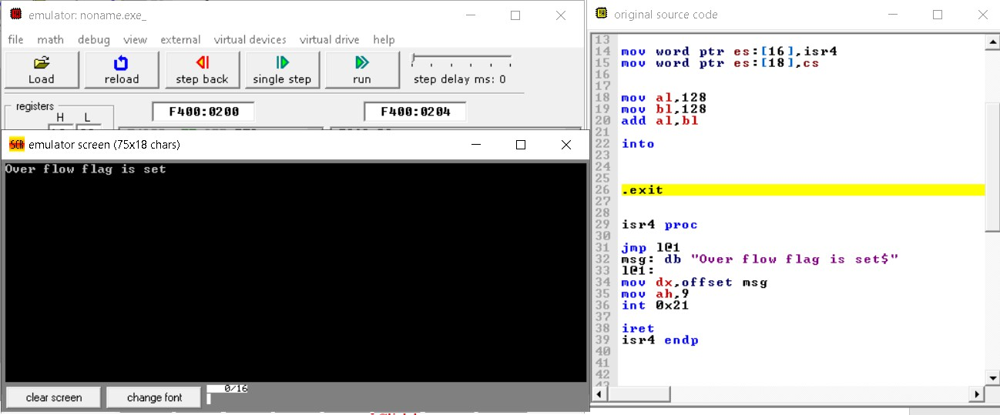 emulator: noname.exe_
file math debug view external virtual devices virtual drive help
Load reload step back single step run step delay ms: 0
registers
H L
F400:0200 F400:0204
emulator screen (75x18 chars)
Over flow flag is set
clear screen change font 0/16
original source code
13
14 mov word ptr es:[16],isr4
15 mov word ptr es:[18],cs
16
17
18 mov al,128
19 mov bl,128
20 add al,bl
21
22 into
23
24
25
26 .exit
27
28
29 isr4 proc
30
31 jmp l@1
32 msg: db "Over flow flag is set$"
33 l@1:
34 mov dx,offset msg
35 mov ah,9
36 int 0x21
37
38 iret
39 isr4 endp
40
41
42
43